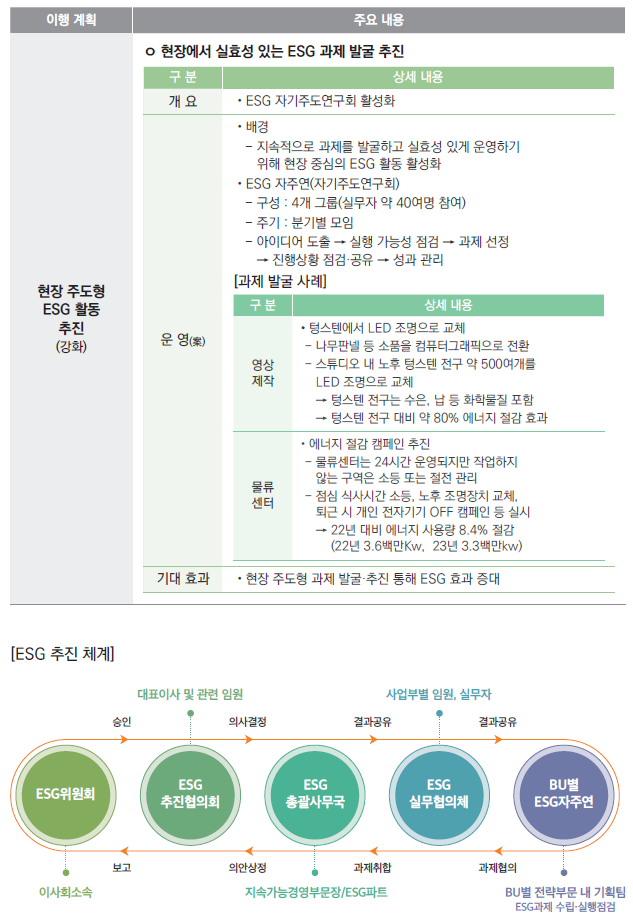 이행 계획
주요 내용
현장 주도형
ESG 활동
추진
(강화)
ㅇ 현장에서 실효성 있는 ESG 과제 발굴 추진
구 분
상세 내용
개 요
• ESG 자기주도연구회 활성화
운 영(案)
• 배경
– 지속적으로 과제를 발굴하고 실효성 있게 운영하기
위해 현장 중심의 ESG 활동 활성화
• ESG 자주연(자기주도연구회)
– 구성 : 4개 그룹(실무자 약 40여명 참여)
– 주기 : 분기별 모임
– 아이디어 도출 → 실행 가능성 점검 → 과제 선정
→ 진행상황 점검·공유 → 성과 관리
[과제 발굴 사례]
구 분
상세 내용
영상
제작
• 텅스텐에서 LED 조명으로 교체
– 나무판넬 등 소품을 컴퓨터그래픽으로 전환
– 스튜디오 내 노후 텅스텐 전구 약 500여개를
LED 조명으로 교체
→ 텅스텐 전구는 수은, 납 등 화학물질 포함
→ 텅스텐 전구 대비 약 80% 에너지 절감 효과
물류
센터
• 에너지 절감 캠페인 추진
– 물류센터는 24시간 운영되지만 작업하지
않는 구역은 소등 또는 절전 관리
– 점심 식사시간 소등, 노후 조명장치 교체,
퇴근 시 개인 전자기기 OFF 캠페인 등 실시
→ 22년 대비 에너지 사용량 8.4% 절감
(22년 3.6백만Kw, 23년 3.3백만kw)
기대 효과
• 현장 주도형 과제 발굴·추진 통해 ESG 효과 증대
[ESG 추진 체계]
대표이사 및 관련 임원
사업부별 임원, 실무자
승인
의사결정
결과공유
결과공유
ESG위원회
ESG
추진협의회
ESG
총괄사무국
ESG
실무협의체
BU별
ESG자주연
보고
의안상정
과제취합
과제협의
이사회소속
지속가능경영부문장/ESG파트
BU별 전략부문 내 기획팀
ESG과제 수립·실행점검